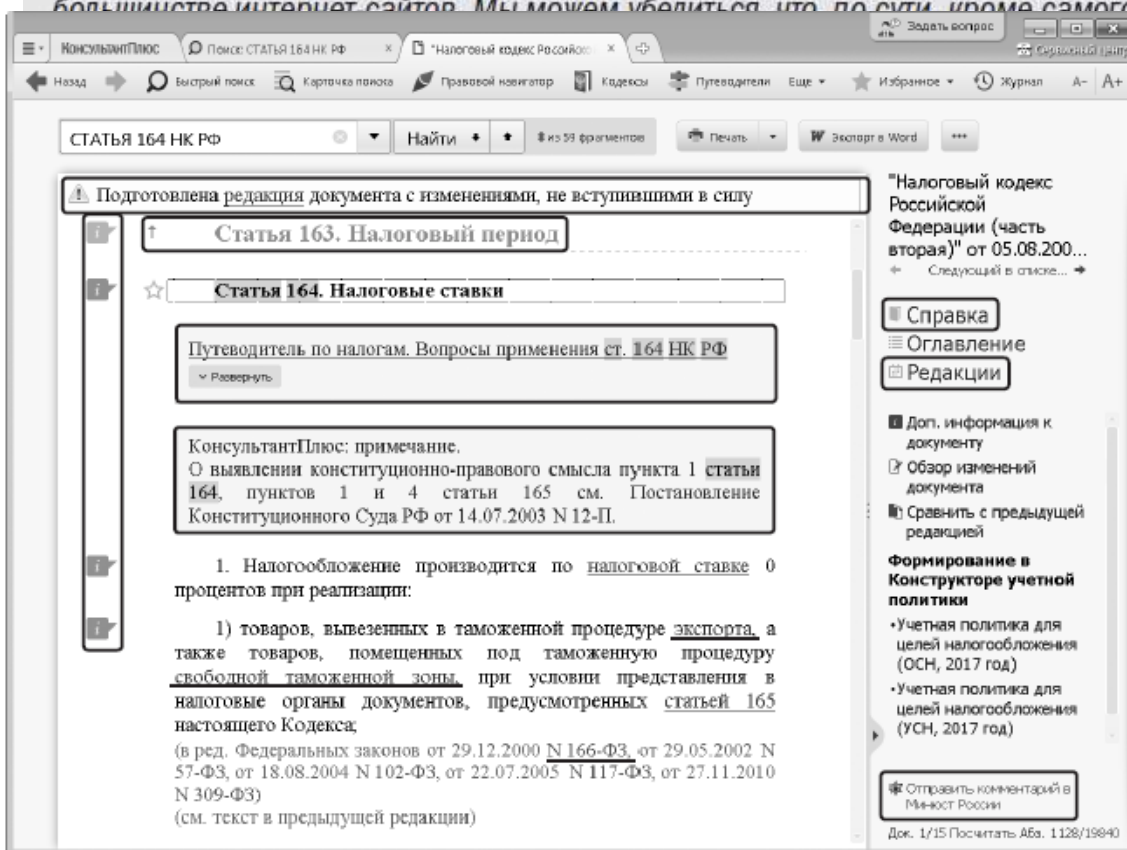 большинстве интернет-сайтов. Мы можем убедиться, что, по сути, кроме самого
Задать вопрос
КонсультантПлюс
Поиск: СТАТЬЯ 164 НК РФ
"Налоговый кодекс Российско
Сервисный центр
Назад
Быстрый поиск
Карточка поиска
Правовой навигатор
Кодексы
Путеводители
Еще
Избранное
Журнал
А-
А+
СТАТЬЯ 164 НК РФ
Найти
8 из 59 фрагментов
Печать
Экспорт в Word
Подготовлена редакция документа с изменениями, не вступившими в силу
Статья 163. Налоговый период
Статья 164. Налоговые ставки
Путеводитель по налогам. Вопросы применения ст. 164 НК РФ
Развернуть
КонсультантПлюс: примечание.
О выявлении конституционно-правового смысла пункта 1 статьи
164, пунктов 1 и 4 статьи 165 см. Постановление
Конституционного Суда РФ от 14.07.2003 N 12-П.
1. Налогообложение производится по налоговой ставке 0
процентов при реализации:
1) товаров, вывезенных в таможенной процедуре экспорта, а
также товаров, помещенных под таможенную процедуру
свободной таможенной зоны, при условии представления в
налоговые органы документов, предусмотренных статьей 165
настоящего Кодекса;
(в ред. Федеральных законов от 29.12.2000 N 166-ФЗ, от 29.05.2002 N
57-ФЗ, от 18.08.2004 N 102-ФЗ, от 22.07.2005 N 117-ФЗ, от 27.11.2010
N 309-ФЗ)
(см. текст в предыдущей редакции)
"Налоговый кодекс
Российской
Федерации (часть
вторая)" от 05.08.200...
Следующий в списке...
Справка
Оглавление
Редакции
Доп. информация к
документу
Обзор изменений
документа
Сравнить с предыдущей
редакцией
Формирование в
Конструкторе учетной
политики
•Учетная политика для
целей налогообложения
(ОСН, 2017 год)
•Учетная политика для
целей налогообложения
(УСН, 2017 год)
Отправить комментарий в
Минюст России
Док. 1/15 Посчитать Абз. 1128/19840